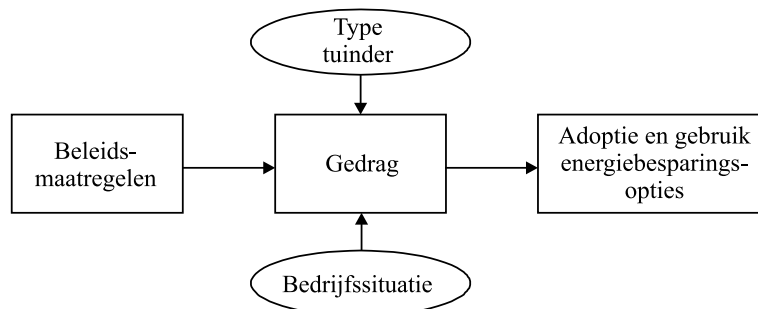 Type
tuinder
Beleids-
maatregelen
Gedrag
Adoptie en gebruik
energiebesparings-
opties
Bedrijfssituatie